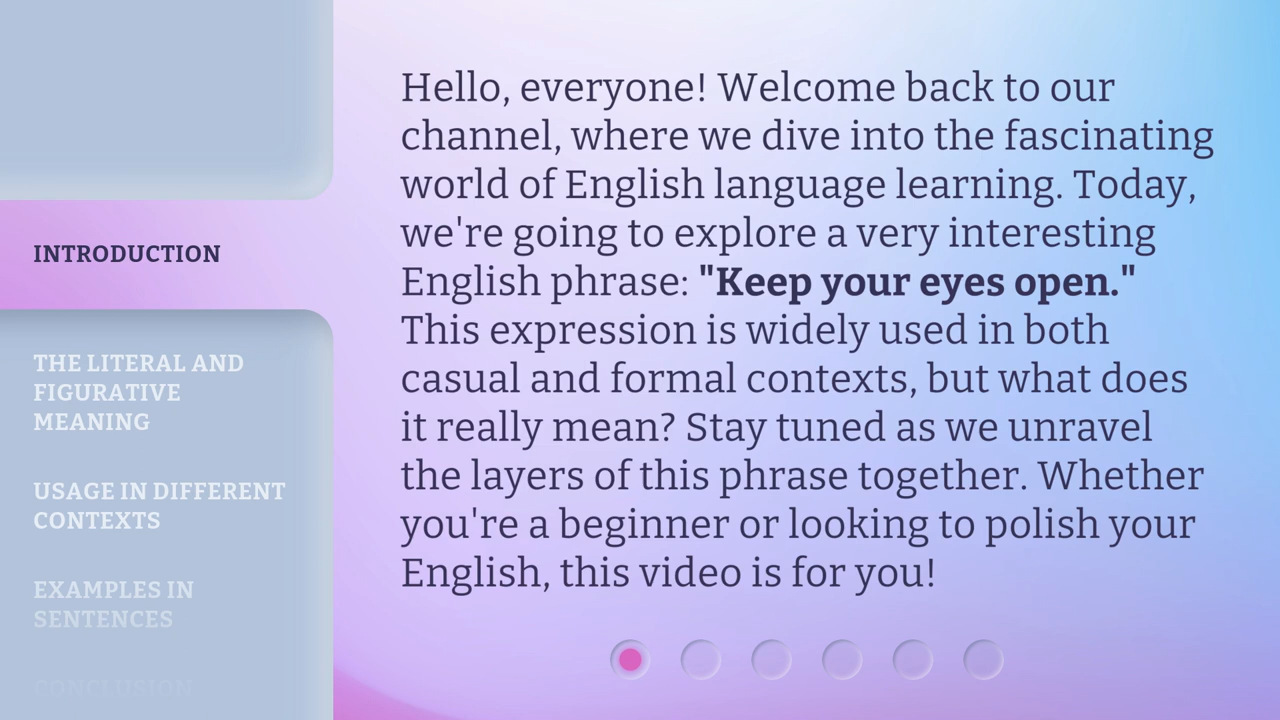 INTRODUCTION
THE LITERAL AND
FIGURATIVE
MEANING
USAGE IN DIFFERENT
CONTEXTS
EXAMPLES IN
SENTENCES
CONCLUSION
Hello, everyone! Welcome back to our
channel, where we dive into the fascinating
world of English language learning. Today,
we're going to explore a very interesting
English phrase: "Keep your eyes open."
This expression is widely used in both
casual and formal contexts, but what does
it really mean? Stay tuned as we unravel
the layers of this phrase together. Whether
you're a beginner or looking to polish your
English, this video is for you!